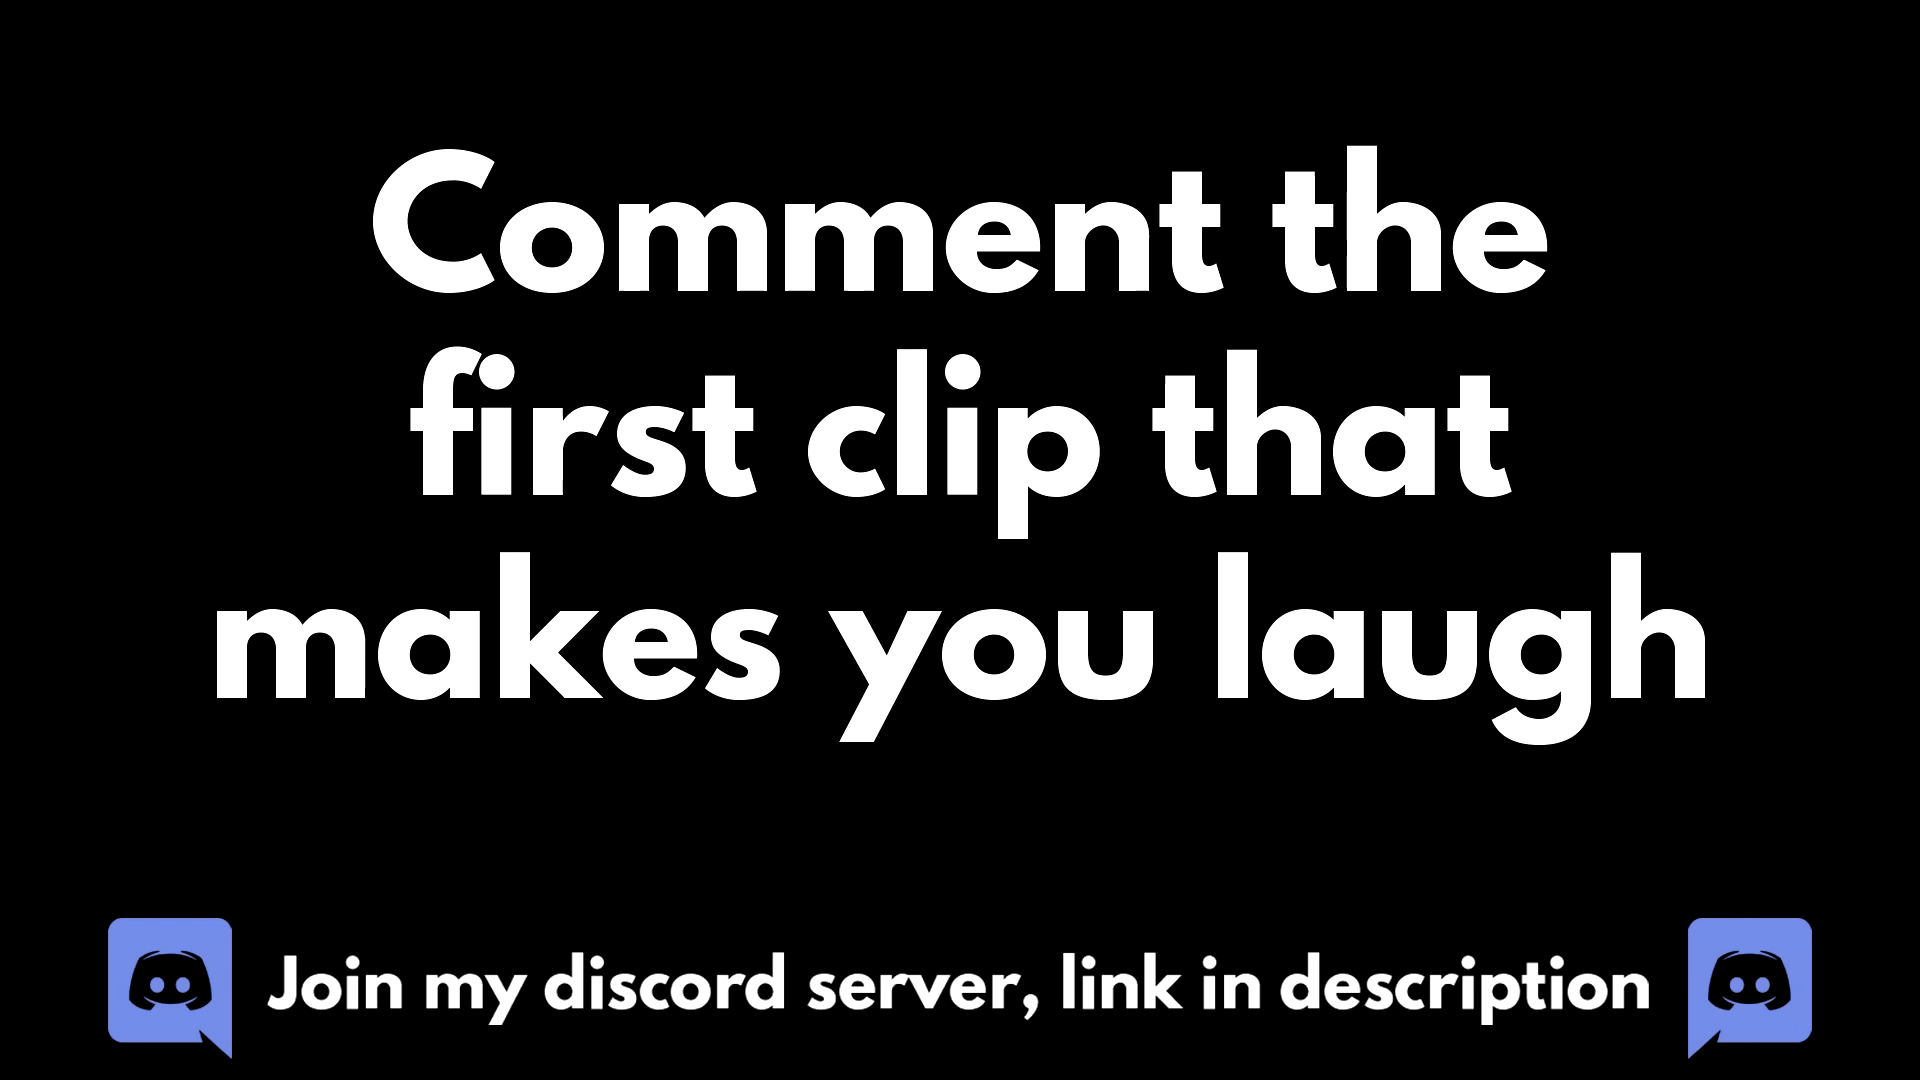 Comment the
first clip that
makes you laugh
Join my discord server, link in description